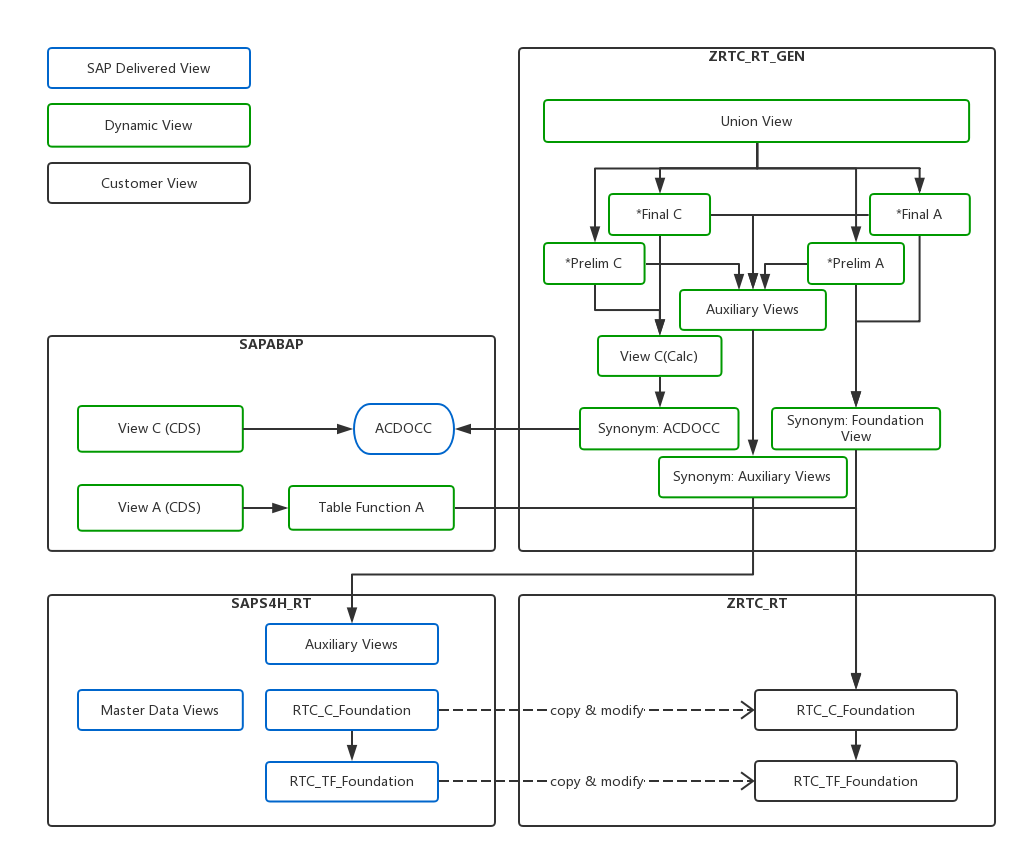 SAP Delivered View
Dynamic View
Customer View
ZRTC_RT_GEN
Union View
*Final C
*Final A
*Prelim C
*Prelim A
Auxiliary Views
View C(Calc)
Synonym: ACDOCC
Synonym: Foundation
View
Synonym: Auxiliary Views
SAPABAP
View C (CDS)
ACDOCC
View A (CDS)
Table Function A
SAPS4H_RT
Auxiliary Views
Master Data Views
RTC_C_Foundation
RTC_TF_Foundation
copy & modify
copy & modify
ZRTC_RT
RTC_C_Foundation
RTC_TF_Foundation